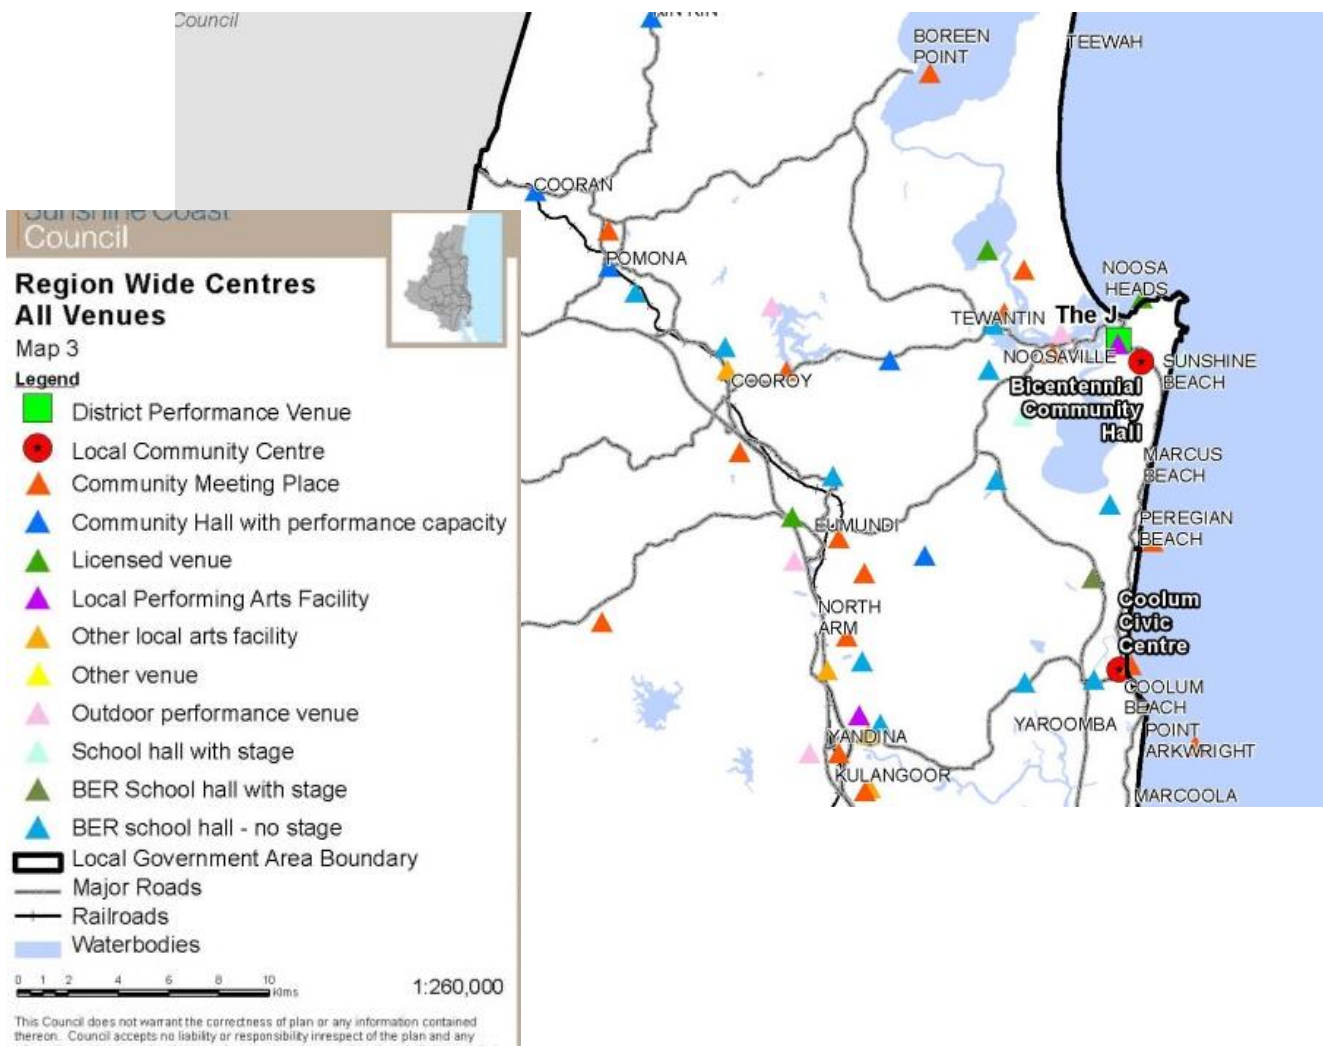 Council
BOREEN
POINT
TEEWAH
COORAN
POMONA
NOOSA
HEADS
TEWANTIN
The J
NOOSAVILLE
SUNSHINE
BEACH
COOROY
Bicentennial
Community
Hall
MARCUS
BEACH
PEREGIAN
BEACH
EUMUNDI
NORTH
ARM
Coolum
Civic
Centre
COOLUM
BEACH
YAROOMBA
POINT
ARKWRIGHT
YANDINA
KULANGOOR
MARCOOLA
Sunshine Coast
Council
Region Wide Centres
All Venues
Map 3
Legend
District Performance Venue
Local Community Centre
Community Meeting Place
Community Hall with performance capacity
Licensed venue
Local Performing Arts Facility
Other local arts facility
Other venue
Outdoor performance venue
School hall with stage
BER School hall with stage
BER school hall - no stage
Local Government Area Boundary
Major Roads
Railroads
Waterbodies
0 1 2 4 6 8 10
Klms
1:260,000
This Council does not warrant the correctness of plan or any information contained
thereon. Council accepts no liability or responsibility inrespect of the plan and any